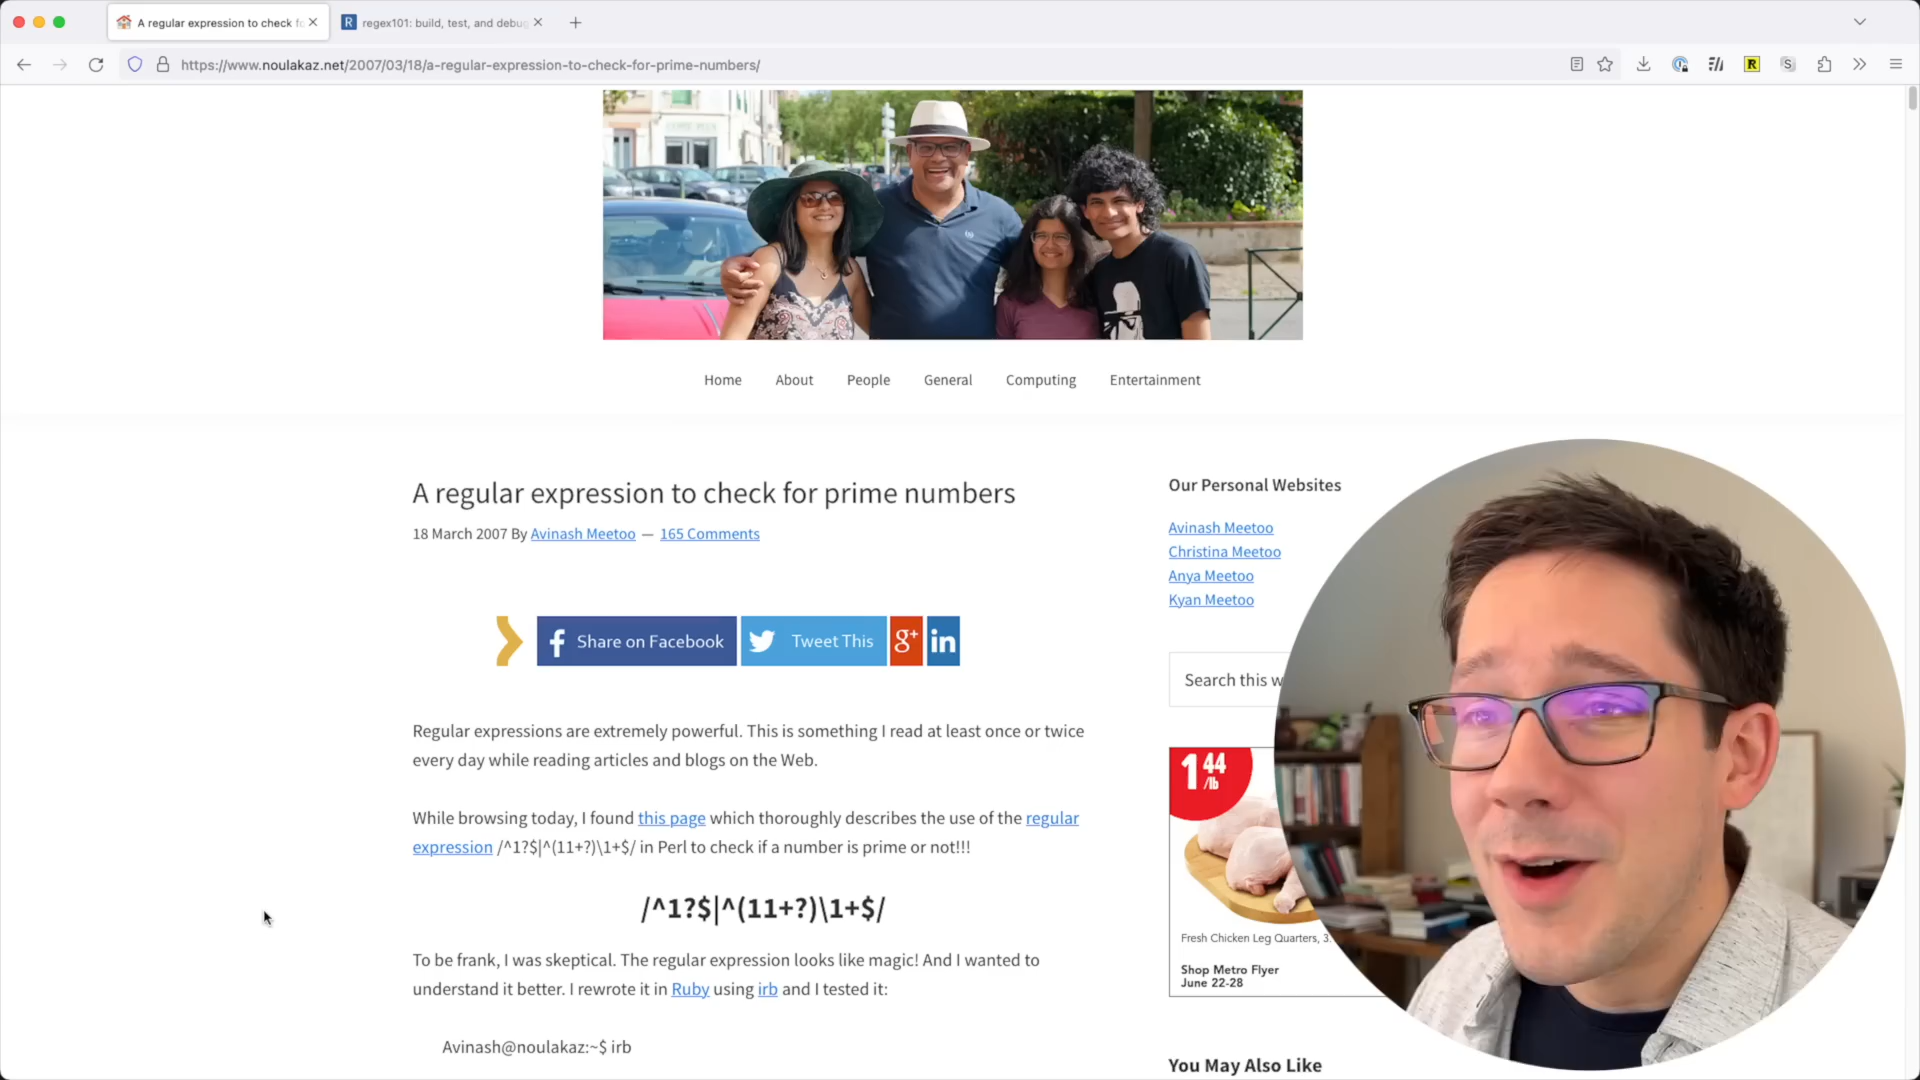 A regular expression to check fo
R regex101: build, test, and debug
https://www.noulakaz.net/2007/03/18/a-regular-expression-to-check-for-prime-numbers/
R
S
Home About People General Computing Entertainment
A regular expression to check for prime numbers
18 March 2007 By Avinash Meetoo — 165 Comments
f Share on Facebook Tweet This g+ in
Regular expressions are extremely powerful. This is something I read at least once or twice
every day while reading articles and blogs on the Web.
While browsing today, I found this page which thoroughly describes the use of the regular
expression /^1?$|^(11+?)\1+$/ in Perl to check if a number is prime or not!!!
/^1?$|^(11+?)\1+$/
To be frank, I was skeptical. The regular expression looks like magic! And I wanted to
understand it better. I rewrote it in Ruby using irb and I tested it:
Avinash@noulakaz:~$ irb
Our Personal Websites
Avinash Meetoo
Christina Meetoo
Anya Meetoo
Kyan Meetoo
Search this w
1 44 /lb
Fresh Chicken Leg Quarters, 3.
Shop Metro Flyer
June 22-28
You May Also Like